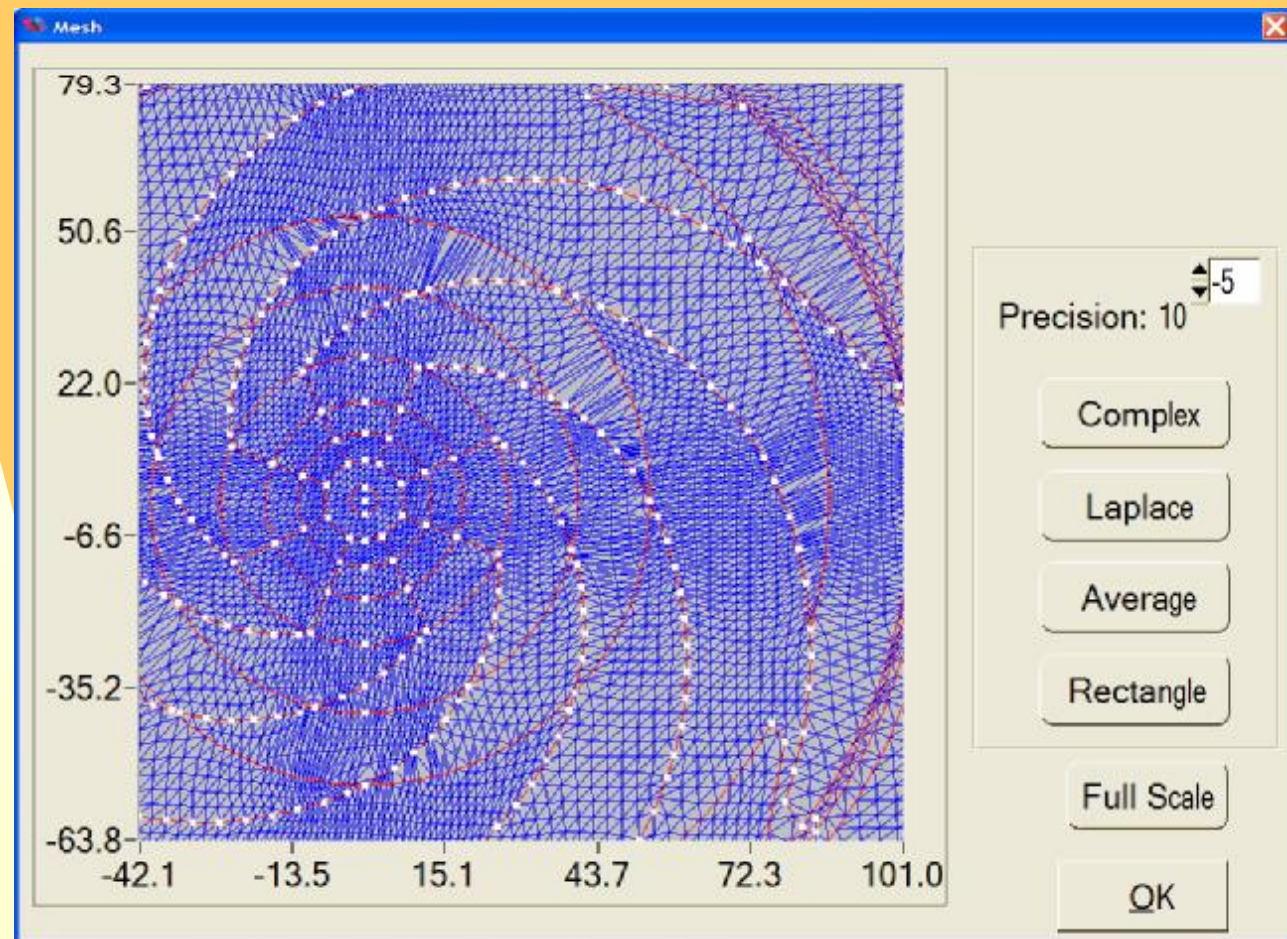 Mesh
79.3
50.6
22.0
-6.6
-35.2
-63.8
-42.1 -13.5 15.1 43.7 72.3 101.0
-5
Precision: 10
Complex
Laplace
Average
Rectangle
Full Scale
OK